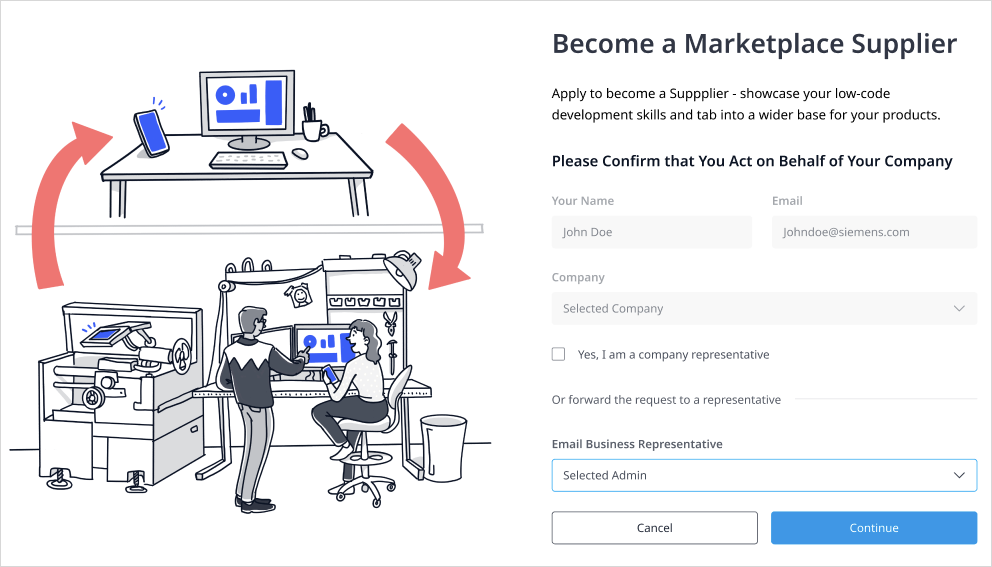 Become a Marketplace Supplier
Apply to become a Suppplier - showcase your low-code
development skills and tab into a wider base for your products.
Please Confirm that You Act on Behalf of Your Company
Your Name
Email
John Doe
Johndoe@siemens.com
Company
Selected Company
Yes, I am a company representative
Or forward the request to a representative
Email Business Representative
Selected Admin
Cancel
Continue